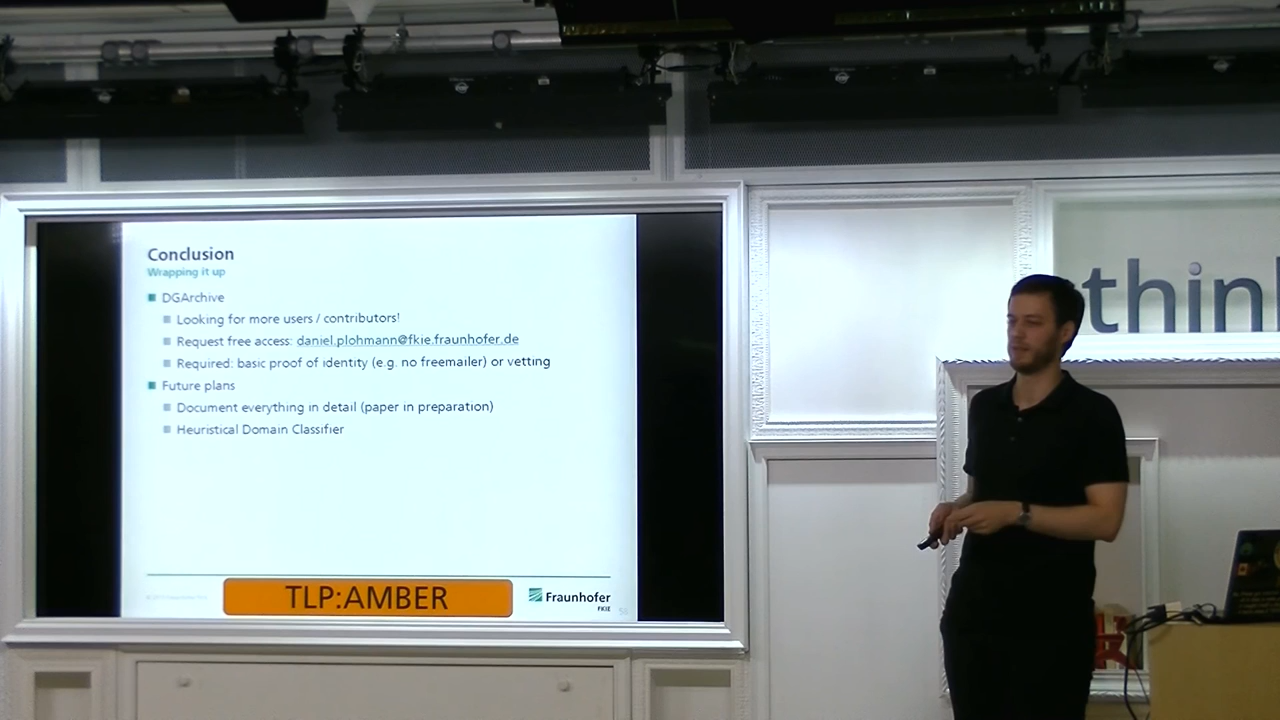 Conclusion
Wrapping it up
DGArchive
Looking for more users / contributors!
Request free access: daniel.plohmann@fkie.fraunhofer.de
Required: basic proof of identity (e.g. no freemailer) or vetting
Future plans
Document everything in detail (paper in preparation)
Heuristical Domain Classifier
TLP:AMBER
Fraunhofer
FKIE
think